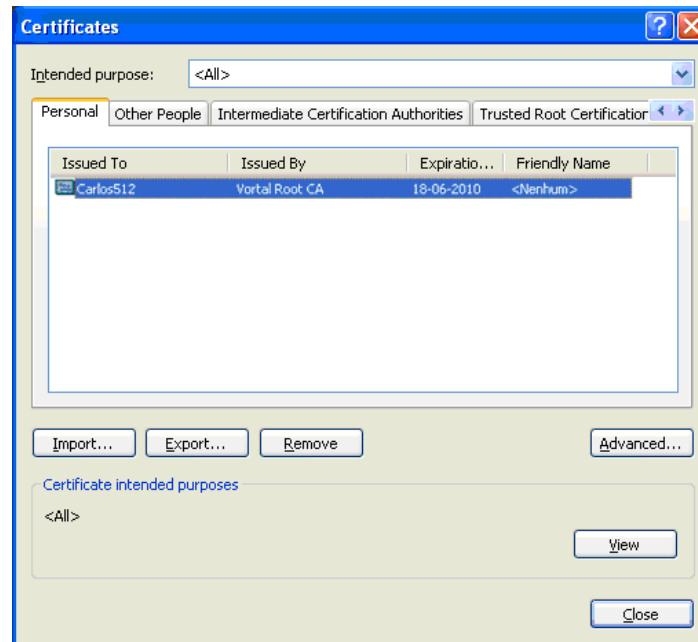 Certificates
Intended purpose: <All>
Personal Other People Intermediate Certification Authorities Trusted Root Certification
Issued To Issued By Expiratio... Friendly Name
Carlos512 Vortal Root CA 18-06-2010 <Nenhum>
Import... Export... Remove Advanced...
Certificate intended purposes
<All>
View
Close